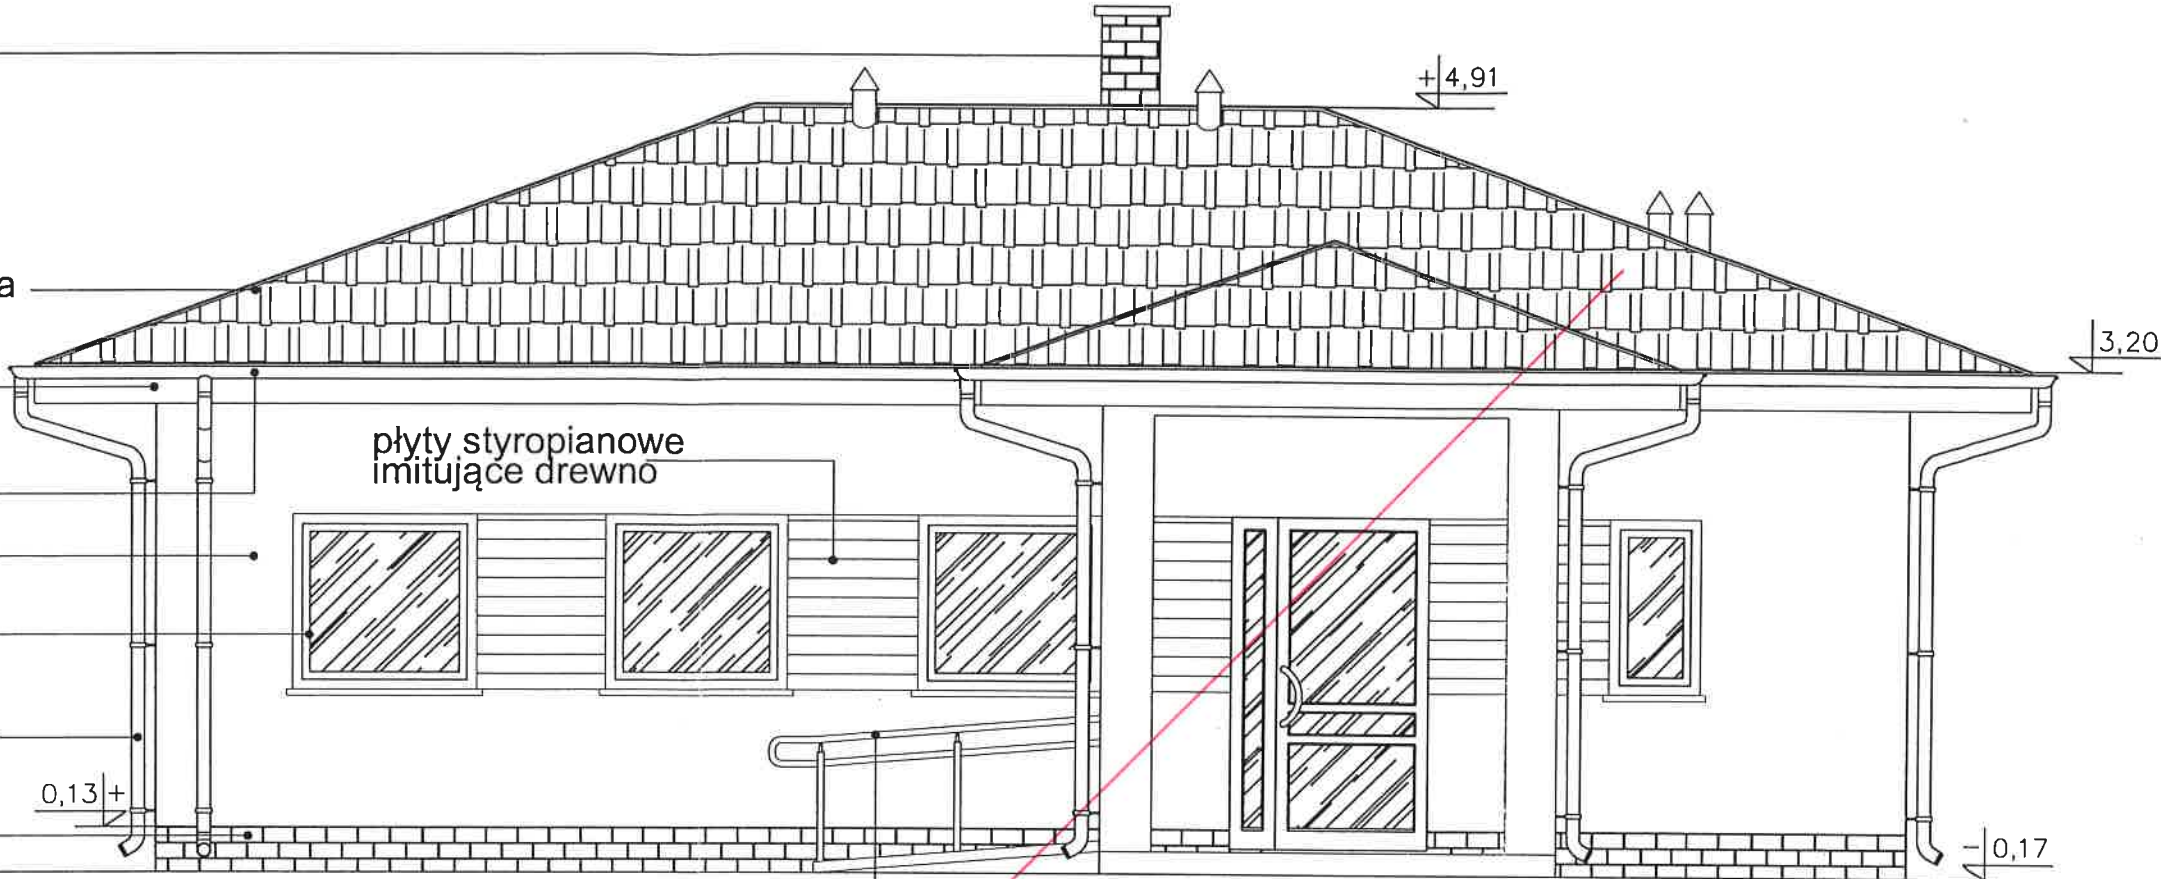 +4,91
a
3,20
płyty styropianowe
imitujące drewno
0,13+
-0,17